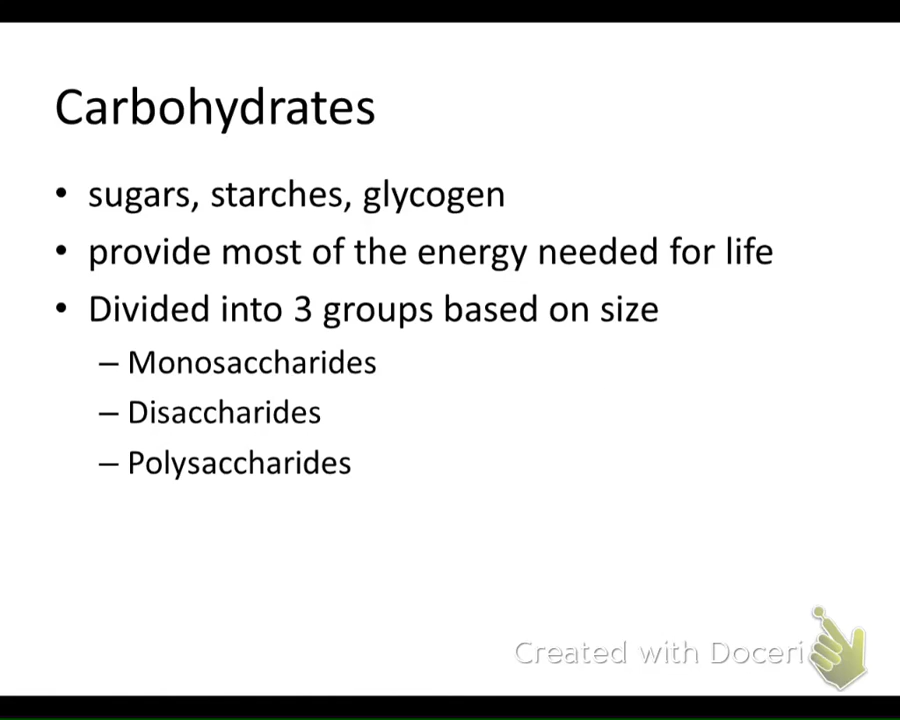 Carbohydrates
• sugars, starches, glycogen
• provide most of the energy needed for life
• Divided into 3 groups based on size
– Monosaccharides
– Disaccharides
– Polysaccharides
Created with Doceri